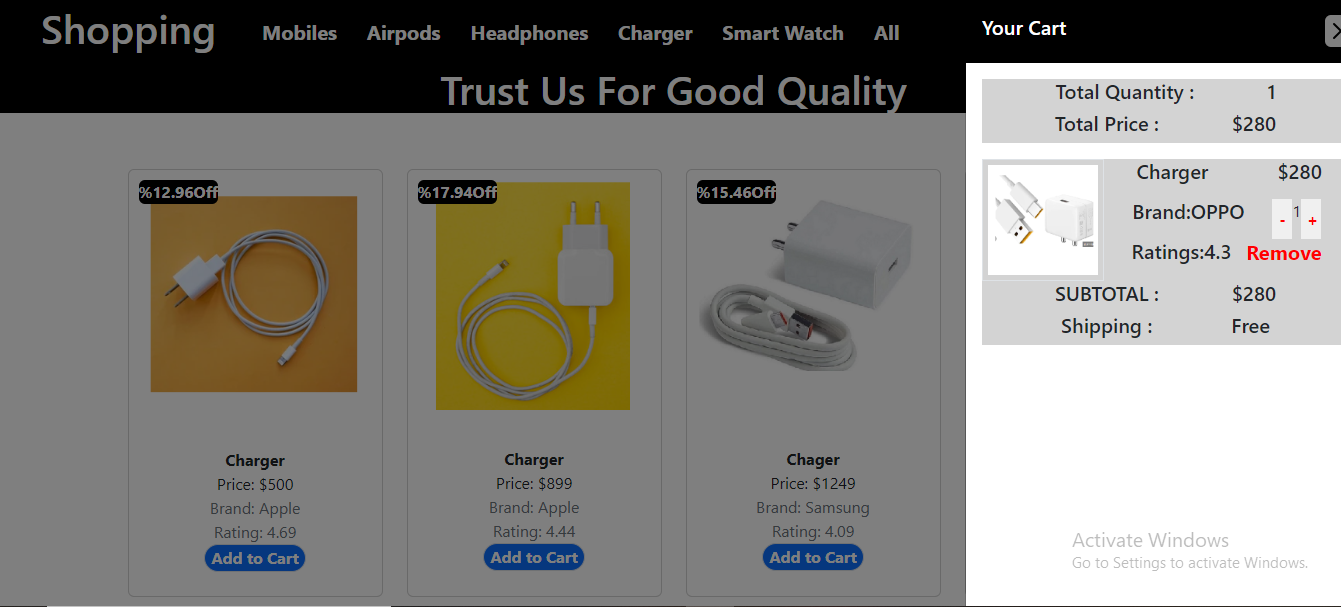 Shopping
Mobiles Airpods Headphones Charger Smart Watch All
Trust Us For Good Quality
%12.96Off
Charger
Price: $500
Brand: Apple
Rating: 4.69
Add to Cart
%17.94Off
Charger
Price: $899
Brand: Apple
Rating: 4.44
Add to Cart
%15.46Off
Chager
Price: $1249
Brand: Samsung
Rating: 4.09
Add to Cart
Your Cart
Total Quantity : 1
Total Price : $280
Charger $280
Brand:OPPO - 1 +
Ratings:4.3 Remove
SUBTOTAL : $280
Shipping : Free
Activate Windows
Go to Settings to activate Windows.